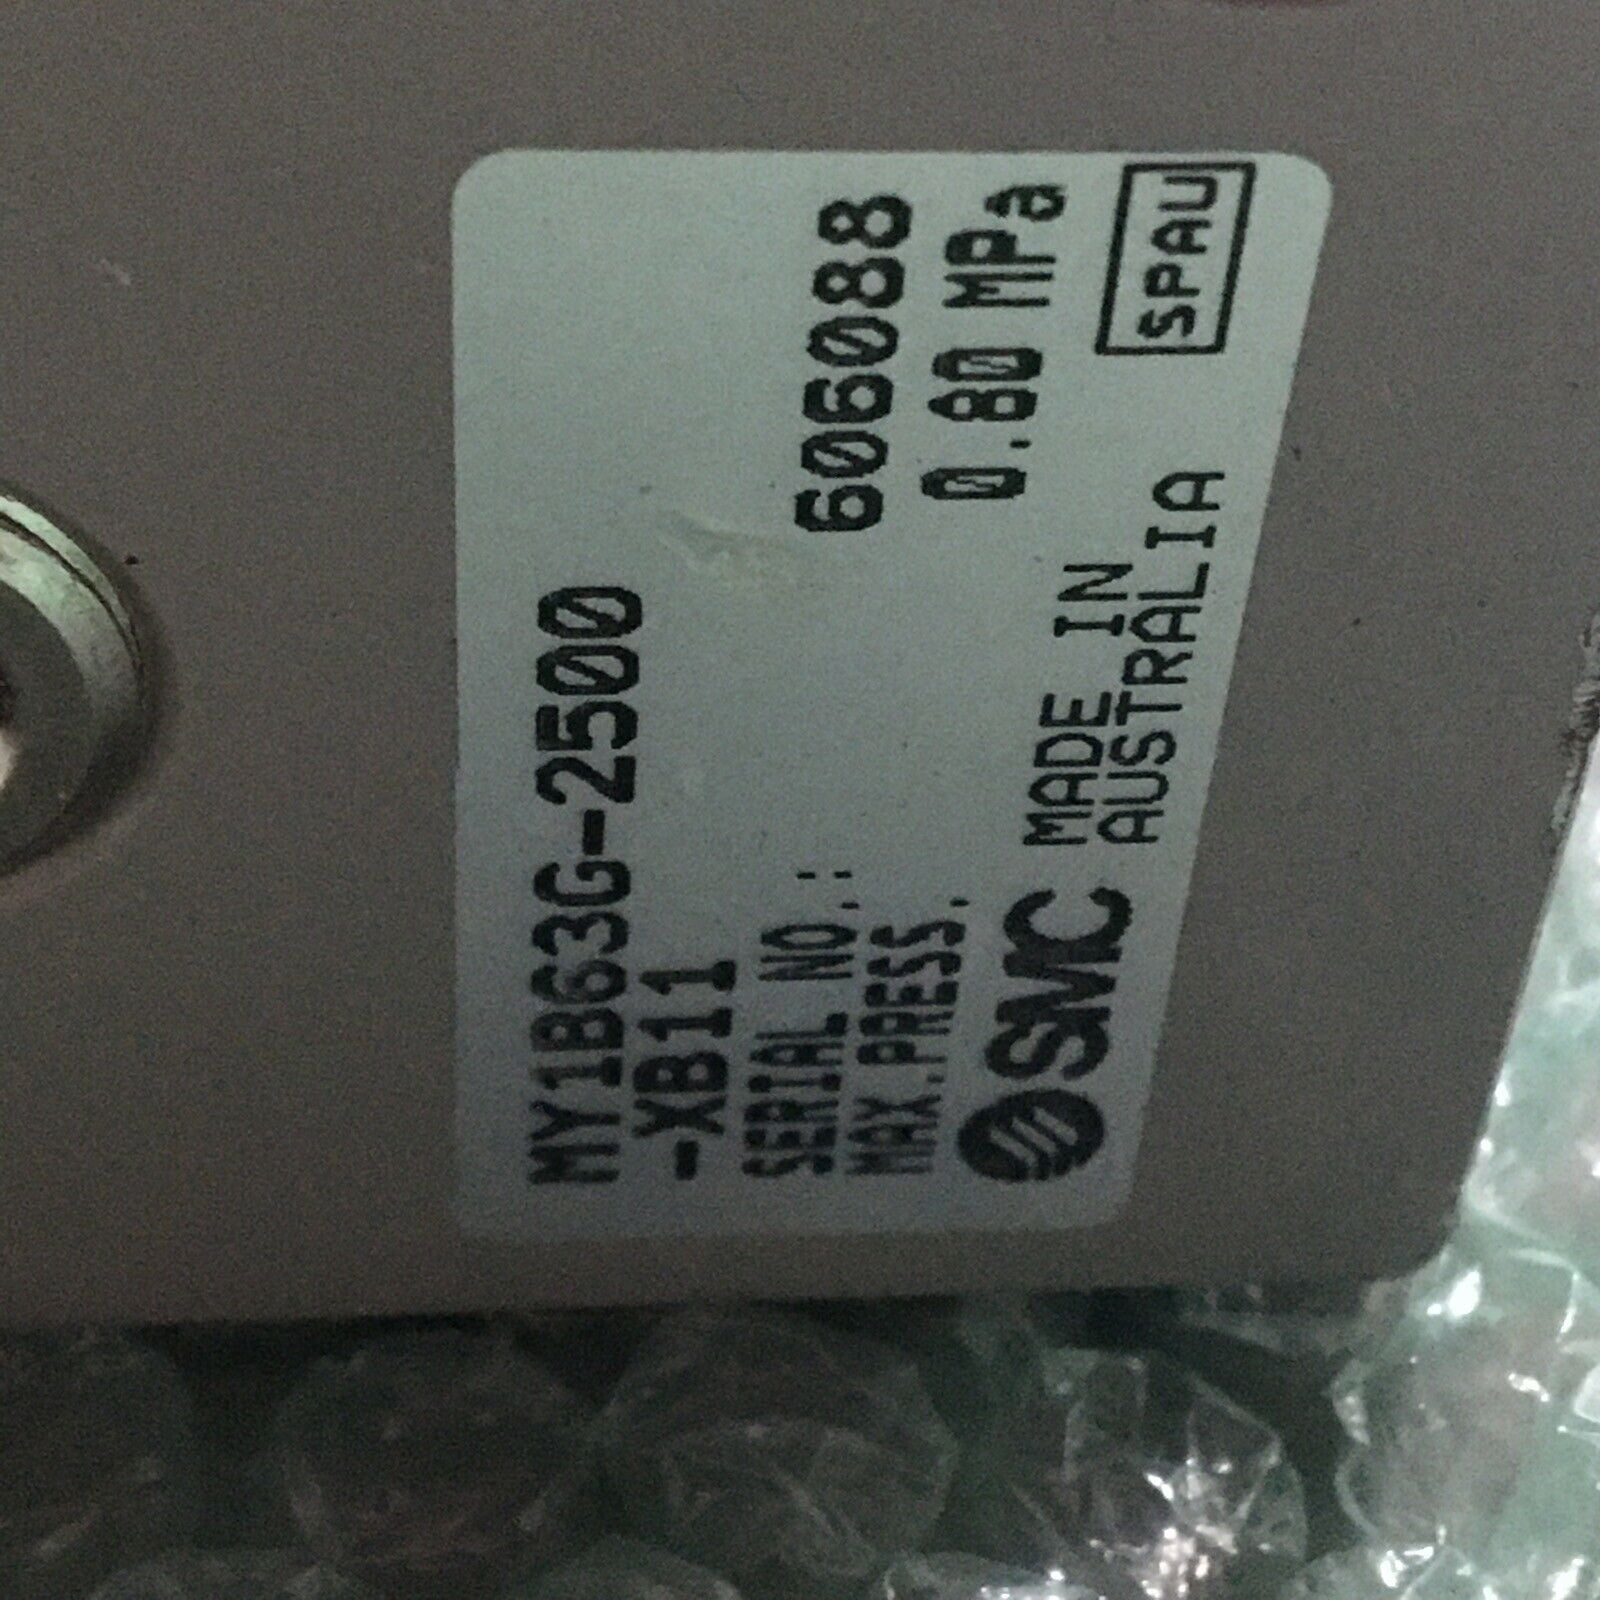 MY1B63G-2500
-XB11
SERIAL NO.: 606088
MAX.PRESS. 0.80 MPa
SMC MADE IN AUSTRALIA SPAU